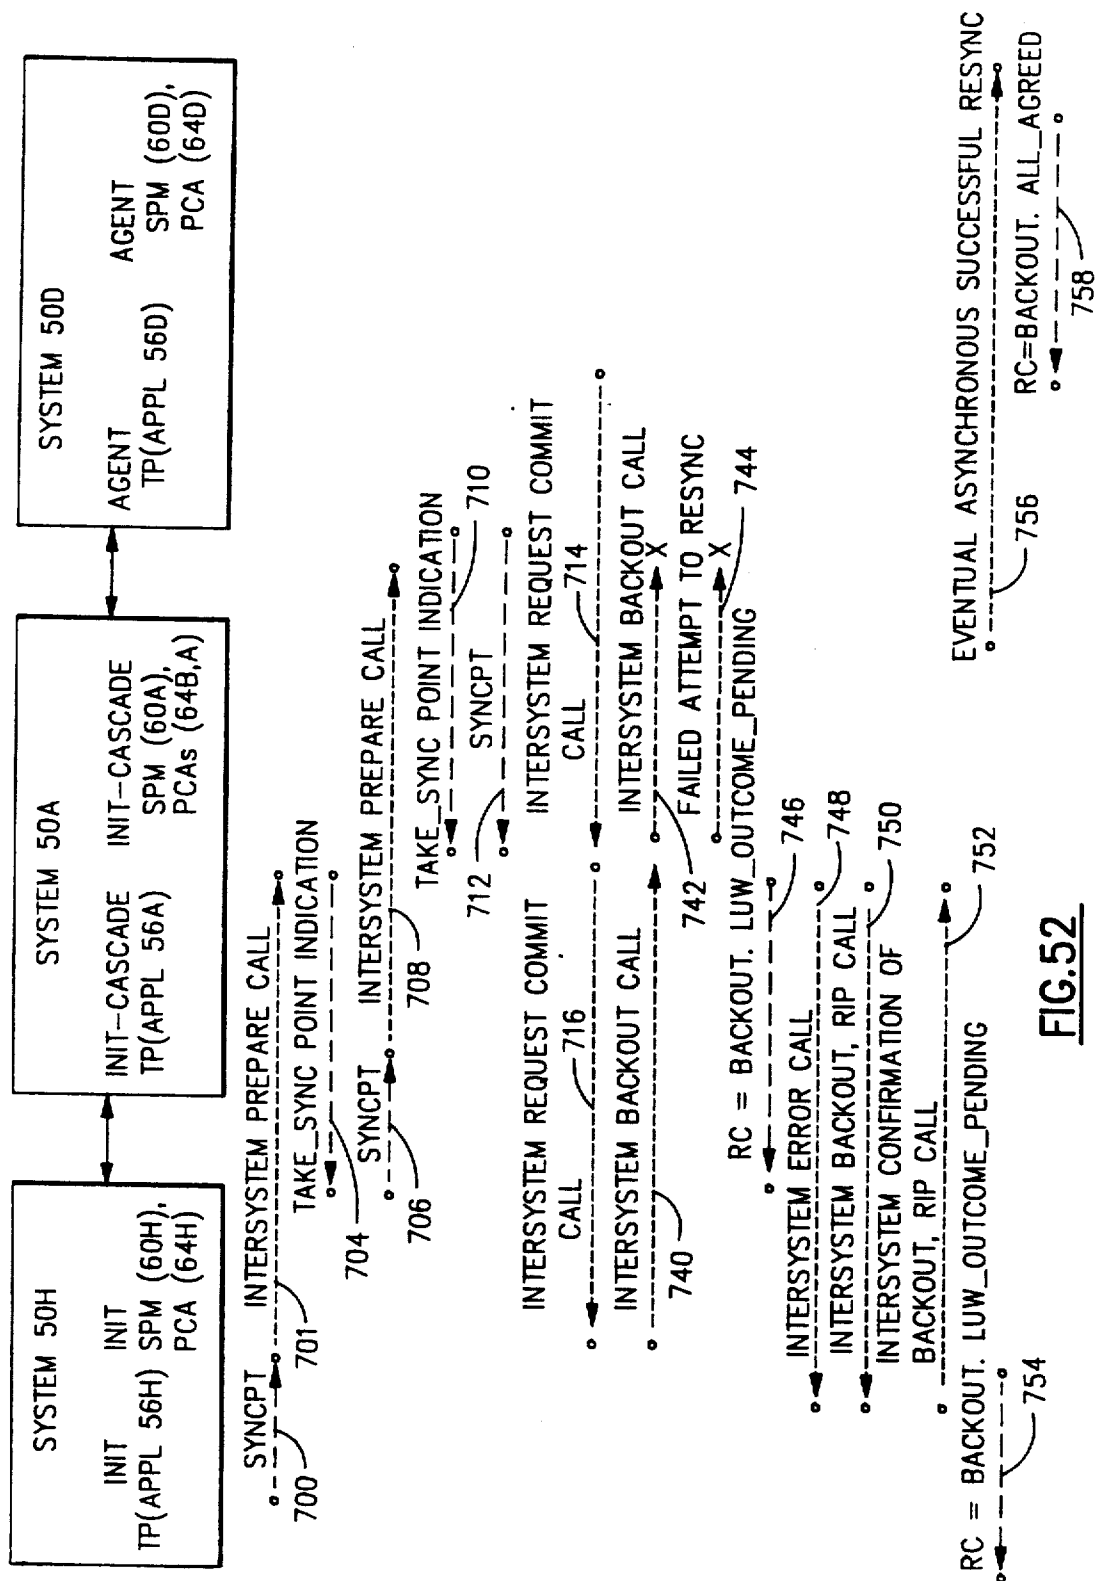 SYSTEM 50H
INIT INIT
TP(APPL 56H) SPM (60H),
PCA (64H)
SYSTEM 50A
INIT-CASCADE INIT-CASCADE
TP(APPL 56A) SPM (60A),
PCAs (64B,A)
SYSTEM 50D
AGENT AGENT
TP(APPL 56D) SPM (60D),
PCA (64D)
SYNCPT
700
INTERSYSTEM PREPARE CALL
701
TAKE_SYNC POINT INDICATION
704
SYNCPT
706
INTERSYSTEM PREPARE CALL
708
TAKE_SYNC POINT INDICATION
710
SYNCPT
712
INTERSYSTEM REQUEST COMMIT
CALL
714
INTERSYSTEM REQUEST COMMIT
CALL
716
INTERSYSTEM BACKOUT CALL
740
INTERSYSTEM BACKOUT CALL
X
742
FAILED ATTEMPT TO RESYNC
X
744
RC = BACKOUT. LUW_OUTCOME_PENDING
746
INTERSYSTEM ERROR CALL
748
INTERSYSTEM BACKOUT, RIP CALL
750
INTERSYSTEM CONFIRMATION OF
BACKOUT, RIP CALL
752
RC = BACKOUT. LUW_OUTCOME_PENDING
754
EVENTUAL ASYNCHRONOUS SUCCESSFUL RESYNC
756
RC=BACKOUT. ALL_AGREED
758
FIG.52